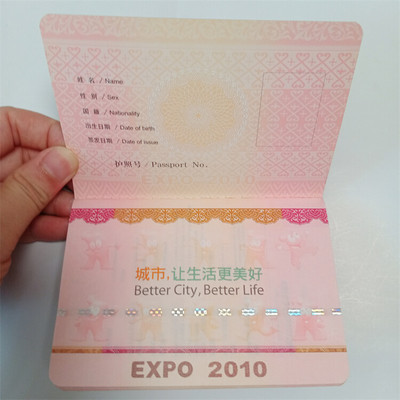 姓 名 / Name
性 别 / Sex
国 籍 / Nationality
出生日期 / Date of birth
签发日期 / Date of issue
护照号 / Passport No.
城市,让生活更美好
Better City, Better Life
EXPO 2010